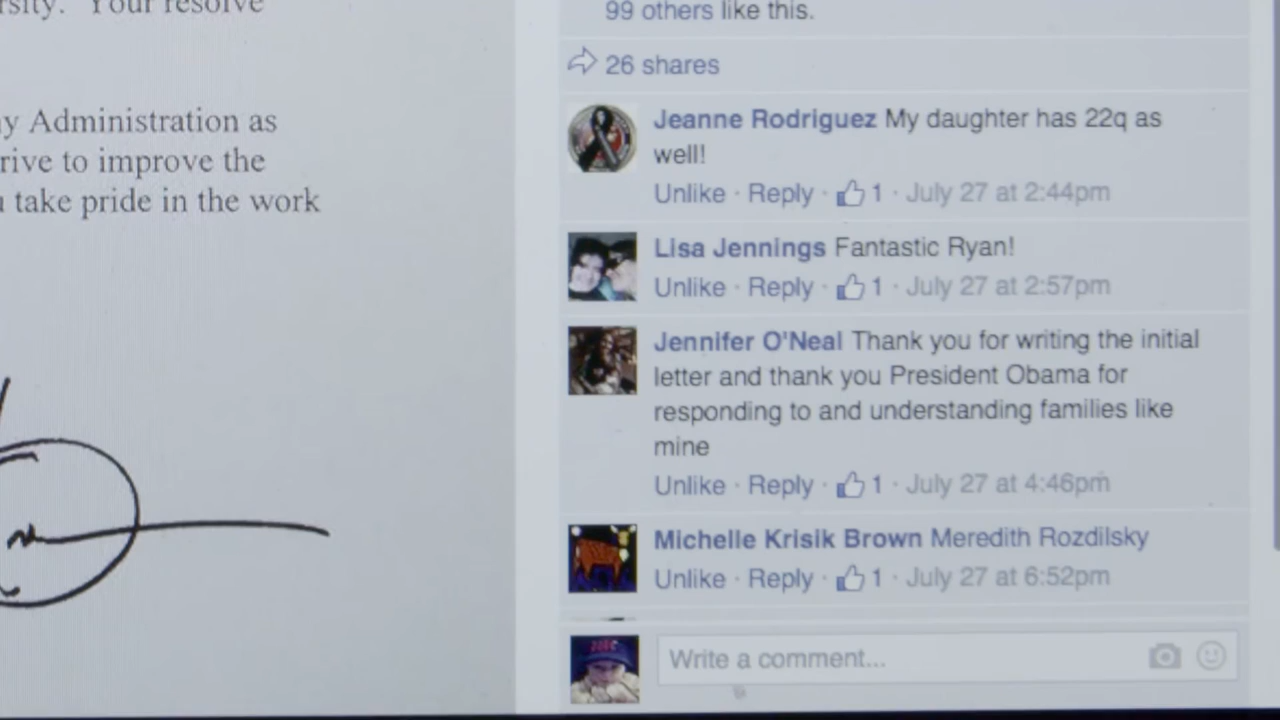 rsity. Your resolve
y Administration as
rive to improve the
take pride in the work
99 others like this.
26 shares
Jeanne Rodriguez My daughter has 22q as
well!
Unlike · Reply · 1 · July 27 at 2:44pm
Lisa Jennings Fantastic Ryan!
Unlike · Reply · 1 · July 27 at 2:57pm
Jennifer O'Neal Thank you for writing the initial
letter and thank you President Obama for
responding to and understanding families like
mine
Unlike · Reply · 1 · July 27 at 4:46pm
Michelle Krisik Brown Meredith Rozdilsky
Unlike · Reply · 1 · July 27 at 6:52pm
Write a comment...